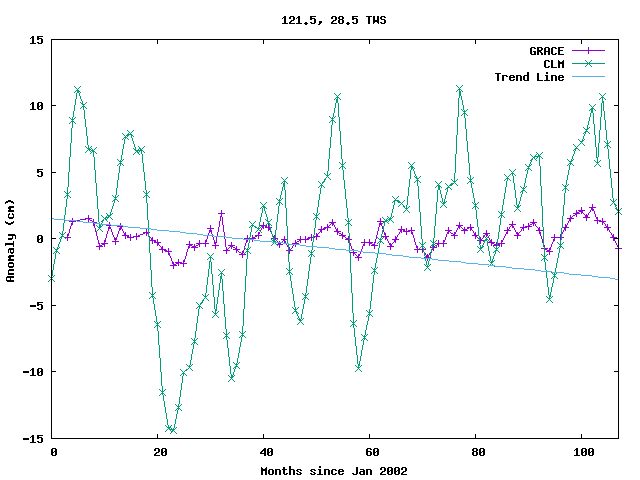 121.5, 28.5 TWS
GRACE
CLM
Trend Line
15
10
5
0
-5
-10
-15
Anomaly (cm)
0 20 40 60 80 100
Months since Jan 2002